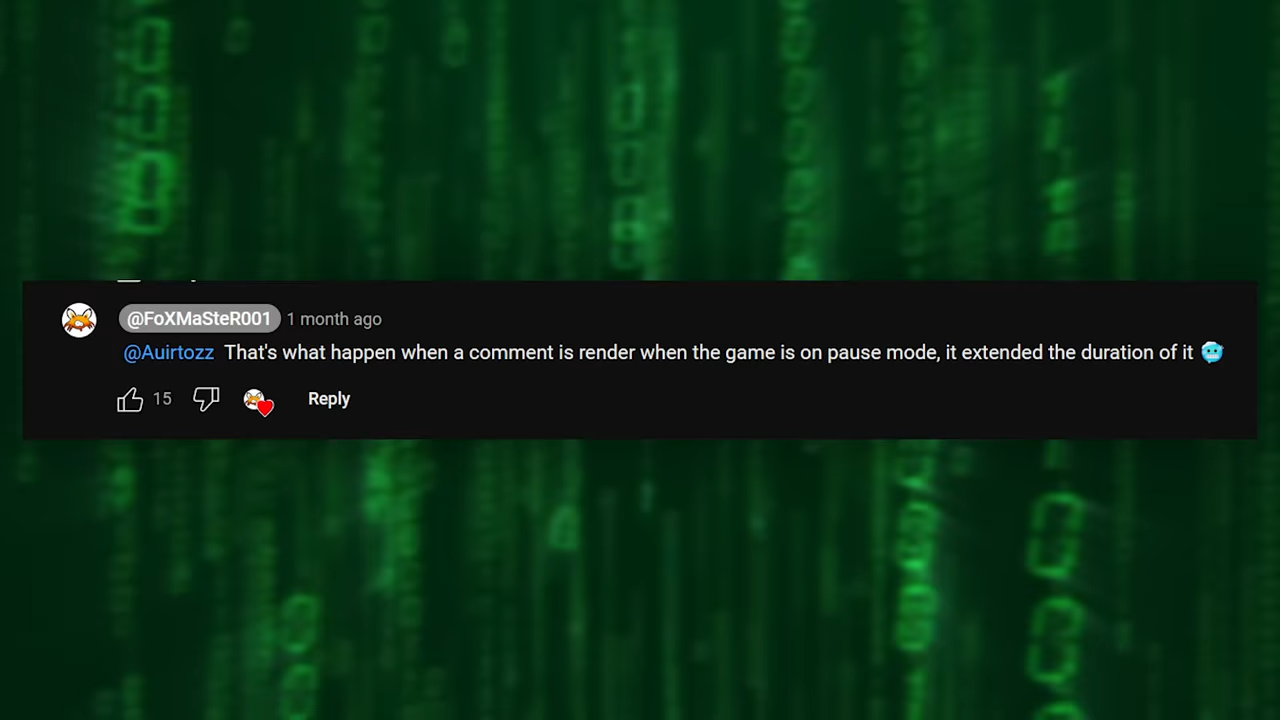 @FoXMaSteR001 1 month ago
@Auirtozz That's what happen when a comment is render when the game is on pause mode, it extended the duration of it 🥶
15 Reply